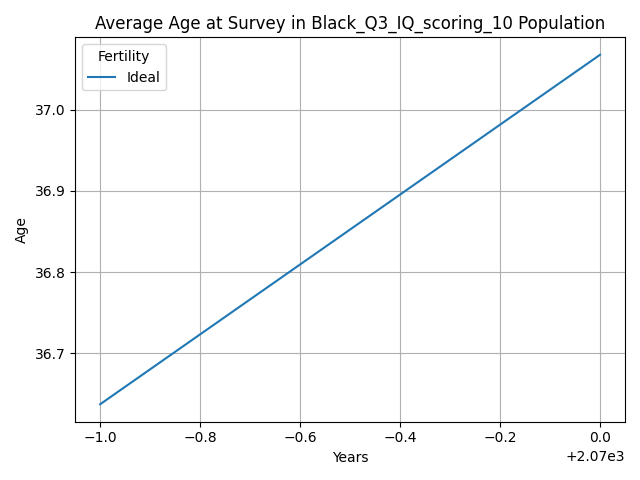 Average Age at Survey in Black_Q3_IQ_scoring_10 Population
Fertility
Ideal
37.0
36.9
36.8
36.7
Age
−1.0 −0.8 −0.6 −0.4 −0.2 0.0
Years
+2.07e3